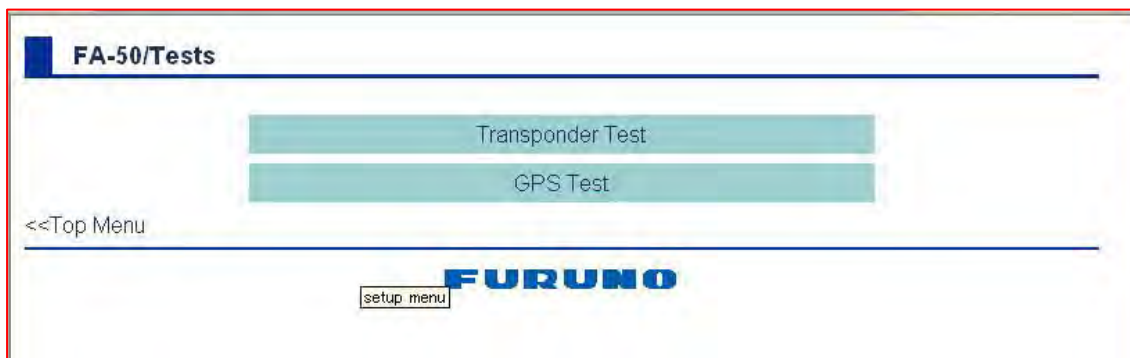 FA-50/Tests
Transponder Test
GPS Test
<<Top Menu
FURUNO
setup menu